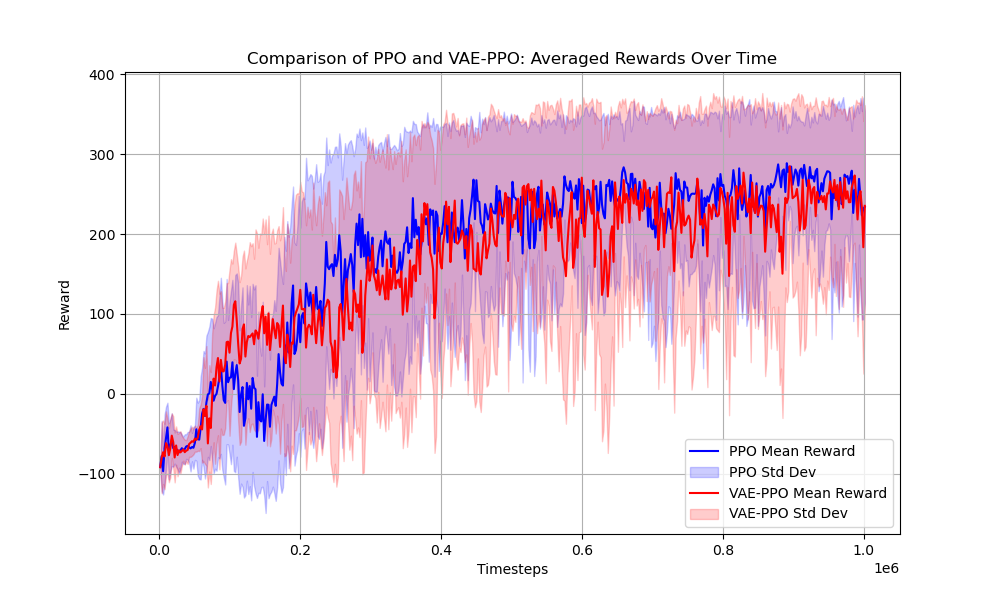 Comparison of PPO and VAE-PPO: Averaged Rewards Over Time
400
300
200
100
0
−100
Reward
0.0
0.2
0.4
0.6
0.8
1.0
1e6
Timesteps
PPO Mean Reward
PPO Std Dev
VAE-PPO Mean Reward
VAE-PPO Std Dev